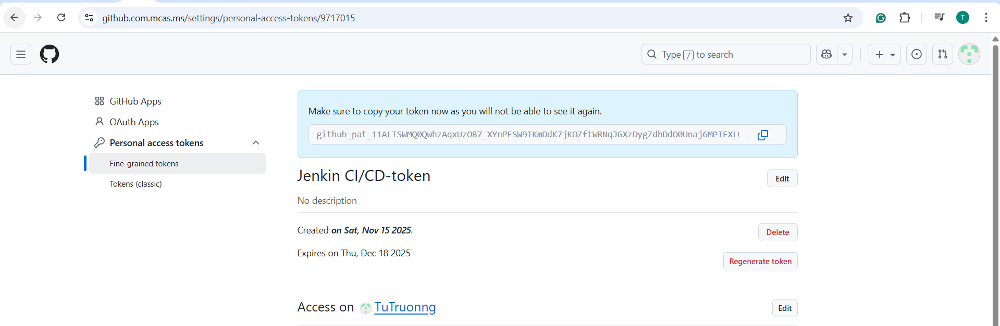 github.com.mcas.ms/settings/personal-access-tokens/9717015
T
Type / to search
GitHub Apps
OAuth Apps
Personal access tokens
Fine-grained tokens
Tokens (classic)
Make sure to copy your token now as you will not be able to see it again.
github_pat_11ALTSWMQ0QwhzAqxUzOB7_XYnPFSW9IKmDdK7jKOZftWRNqJGXzDygZdbDdO0Unaj6MPIEXL
Jenkin CI/CD-token
Edit
No description
Created on Sat, Nov 15 2025.
Delete
Expires on Thu, Dec 18 2025
Regenerate token
Access on TuTruonng
Edit